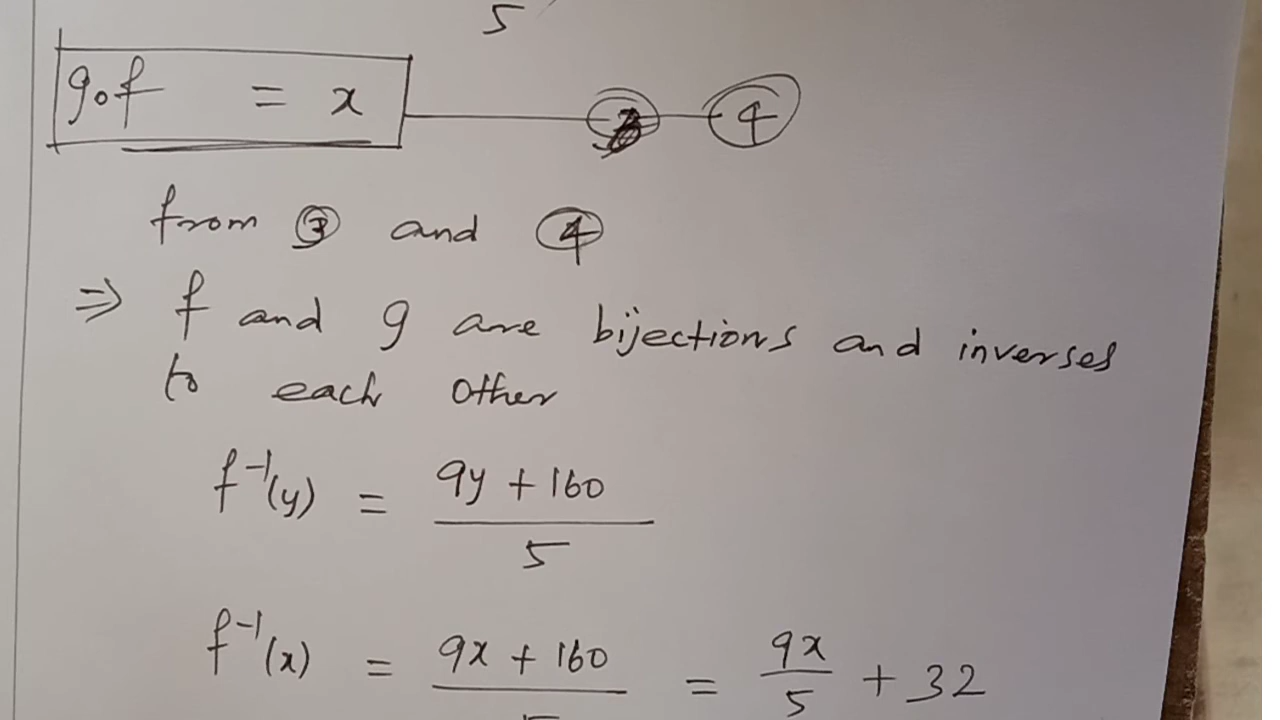 5
gof = x 4
from ③ and ④
⇒ f and g are bijections and inverses
to each other
f⁻¹(y) = (9y + 160)/5
f⁻¹(x) = (9x + 160)/5 = 9x/5 + 32